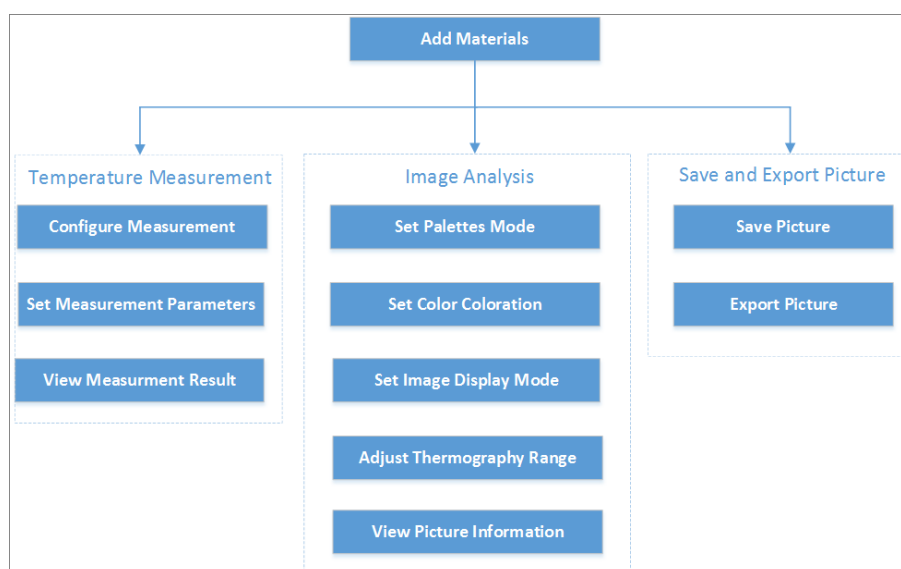 Add Materials
Temperature Measurement
Configure Measurement
Set Measurement Parameters
View Measurment Result
Image Analysis
Set Palettes Mode
Set Color Coloration
Set Image Display Mode
Adjust Thermography Range
View Picture Information
Save and Export Picture
Save Picture
Export Picture